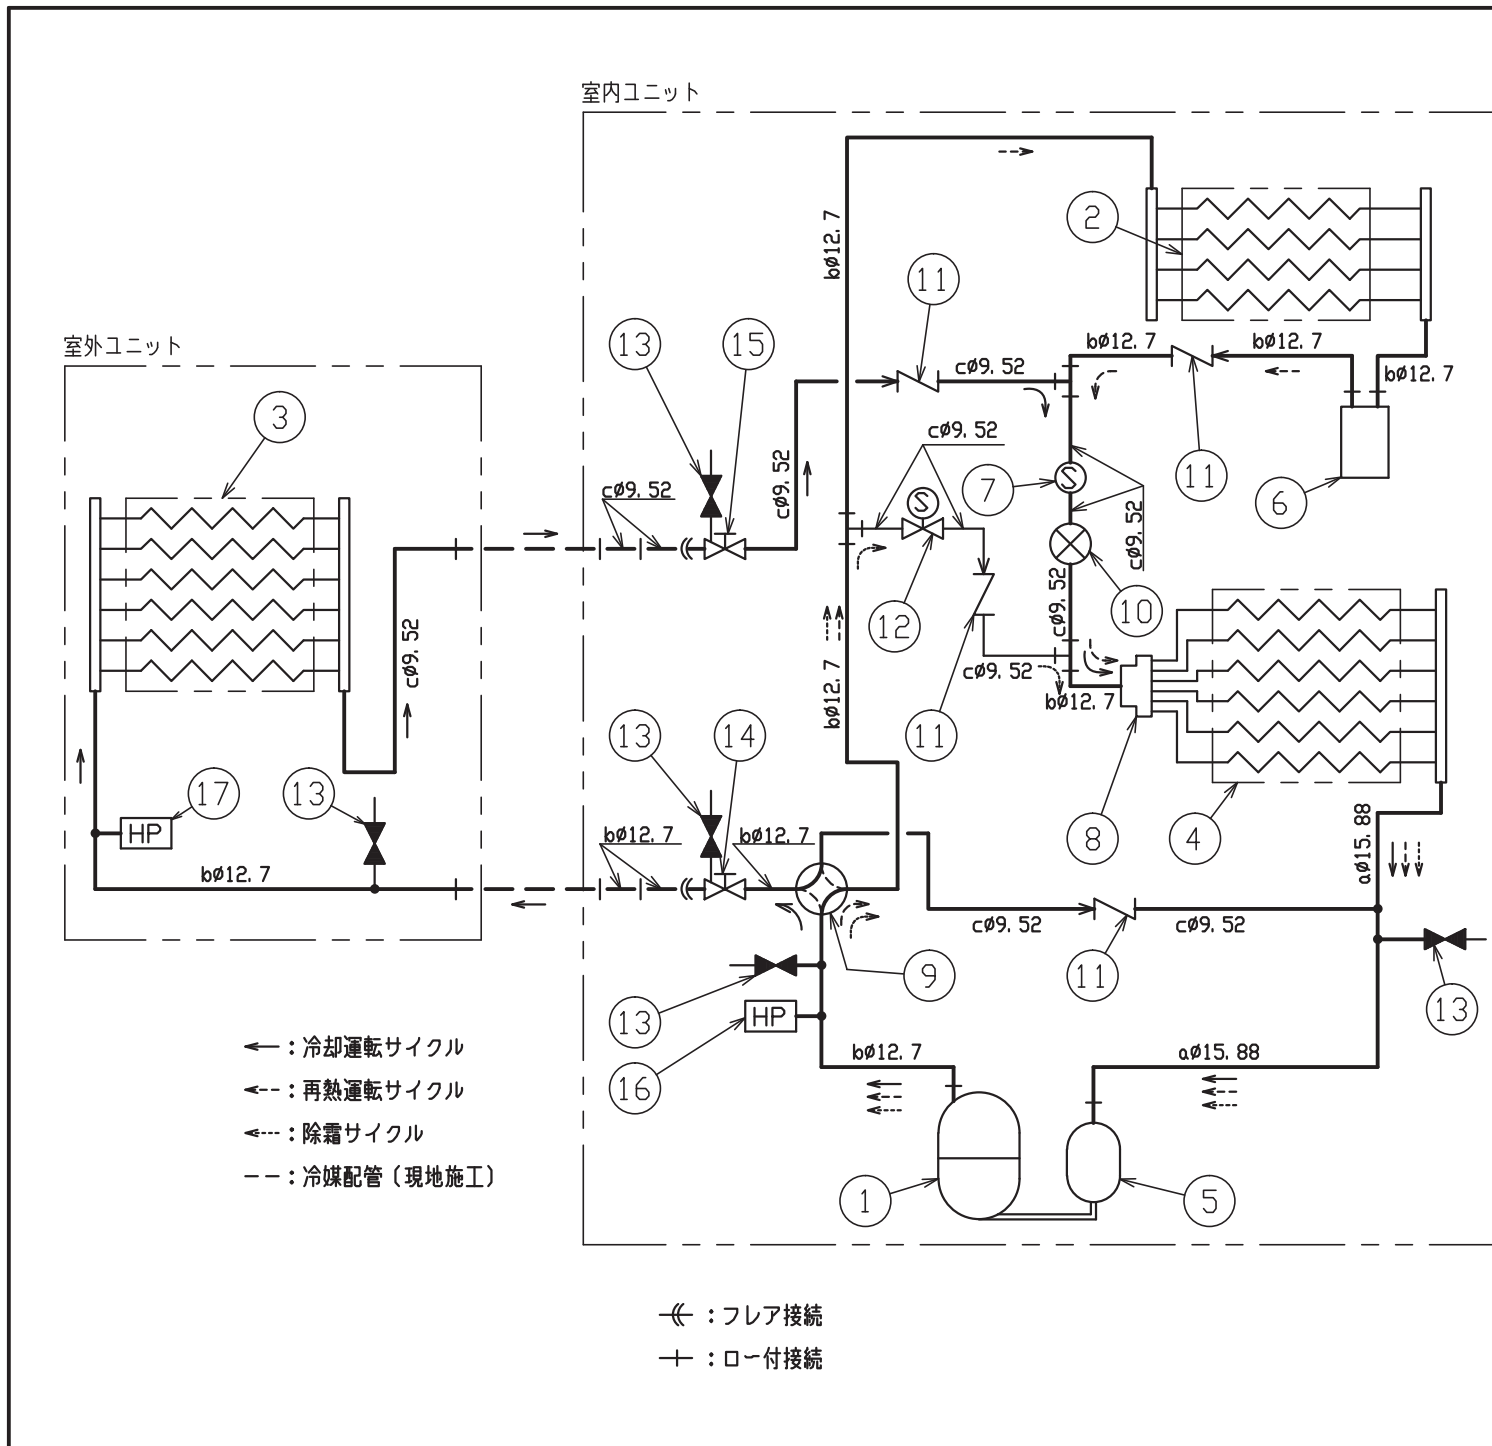 室内ユニット
bø12. 7
2
11
室外ユニット
13
15
cø9. 52
bø12. 7
bø12. 7
bø12. 7
3
cø9. 52
cø9. 52
S
7
S
11
6
cø9. 52
cø9. 52
12
cø9. 52
10
cø9. 52
cø9. 52
bø12. 7
bø12. 7
13
14
11
8
4
17
13
HP
bø12. 7
bø12. 7
aø15. 88
bø12. 7
cø9. 52
cø9. 52
9
11
13
13
HP
16
bø12. 7
aø15. 88
:冷却運転サイクル
:再熱運転サイクル
:除霜サイクル
:冷媒配管(現地施工)
1
5
:フレア接続
:ロー付接続